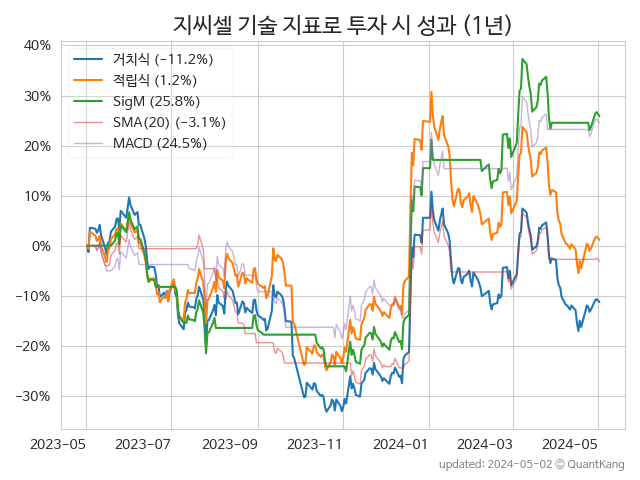 지씨셀 기술 지표로 투자 시 성과 (1년)
40%
30%
20%
10%
0%
−10%
−20%
−30%
거치식 (−11.2%)
적립식 (1.2%)
SigM (25.8%)
SMA(20) (−3.1%)
MACD (24.5%)
2023-05 2023-07 2023-09 2023-11 2024-01 2024-03 2024-05
updated: 2024-05-02 © QuantKang